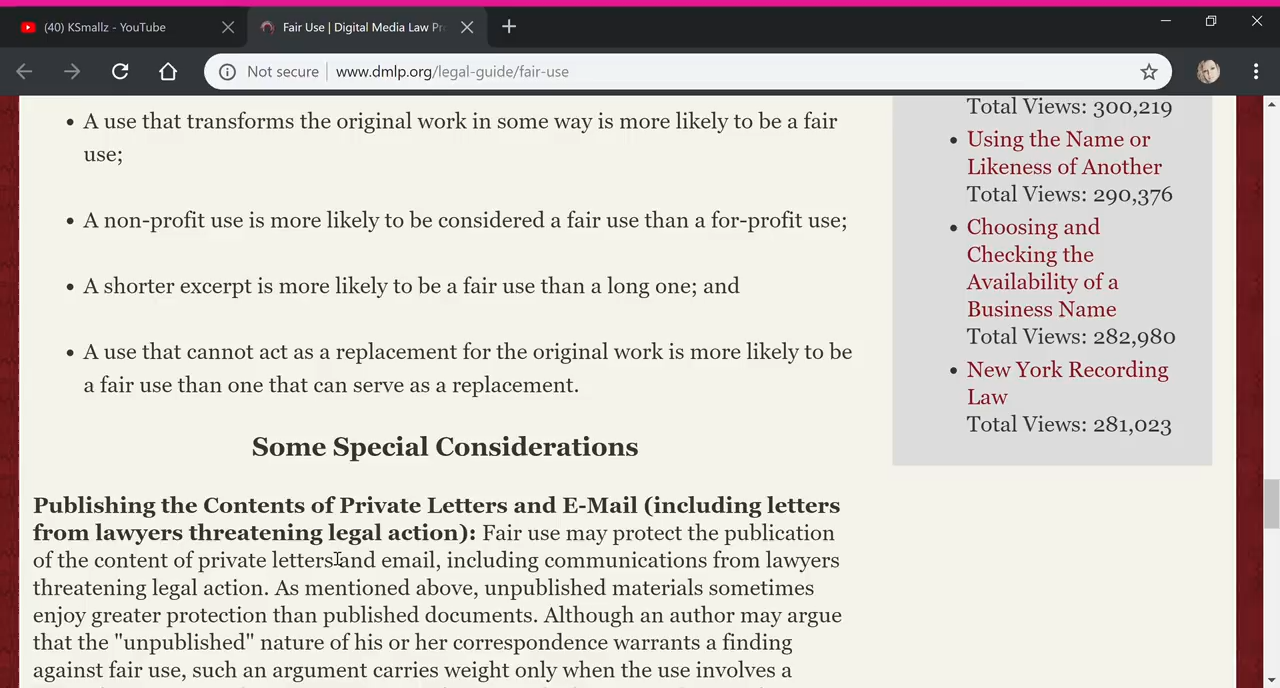 (40) KSmallz - YouTube
Fair Use | Digital Media Law Pr
Not secure | www.dmlp.org/legal-guide/fair-use
• A use that transforms the original work in some way is more likely to be a fair
use;
• A non-profit use is more likely to be considered a fair use than a for-profit use;
• A shorter excerpt is more likely to be a fair use than a long one; and
• A use that cannot act as a replacement for the original work is more likely to be
a fair use than one that can serve as a replacement.
Some Special Considerations
Publishing the Contents of Private Letters and E-Mail (including letters
from lawyers threatening legal action): Fair use may protect the publication
of the content of private letters and email, including communications from lawyers
threatening legal action. As mentioned above, unpublished materials sometimes
enjoy greater protection than published documents. Although an author may argue
that the "unpublished" nature of his or her correspondence warrants a finding
against fair use, such an argument carries weight only when the use involves a
Total Views: 300,219
• Using the Name or
Likeness of Another
Total Views: 290,376
• Choosing and
Checking the
Availability of a
Business Name
Total Views: 282,980
• New York Recording
Law
Total Views: 281,023